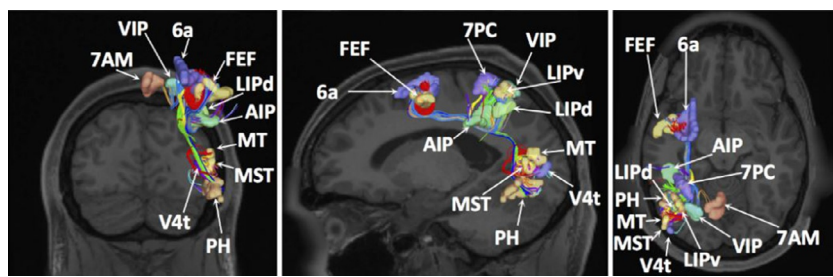 6a
VIP
7AM
FEF
LIPd
AIP
MT
MST
V4t
PH
7PC
VIP
FEF
LIPv
6a
LIPd
AIP
MT
MST
V4t
PH
FEF
6a
AIP
LIPd
7PC
PH
MT
MST
7AM
V4t
VIP
LIPv